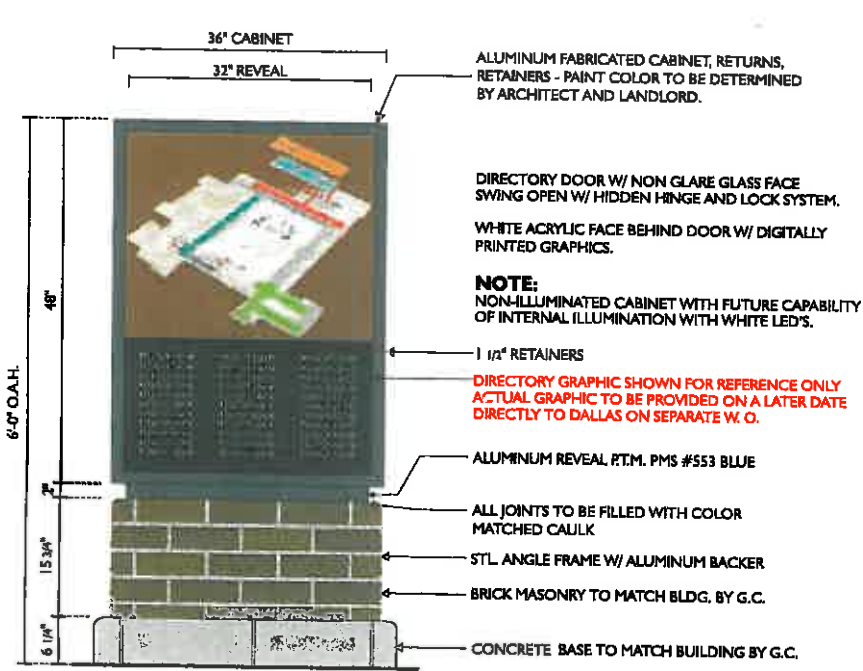 36" CABINET
32" REVEAL
6'-0" O.A.H.
48"
2"
15 3/4"
6 1/4"
ALUMINUM FABRICATED CABINET, RETURNS,
RETAINERS - PAINT COLOR TO BE DETERMINED
BY ARCHITECT AND LANDLORD.
DIRECTORY DOOR W/ NON GLARE GLASS FACE
SWING OPEN W/ HIDDEN HINGE AND LOCK SYSTEM.
WHITE ACRYLIC FACE BEHIND DOOR W/ DIGITALLY
PRINTED GRAPHICS.
NOTE:
NON-ILLUMINATED CABINET WITH FUTURE CAPABILITY
OF INTERNAL ILLUMINATION WITH WHITE LED'S.
1 1/2" RETAINERS
DIRECTORY GRAPHIC SHOWN FOR REFERENCE ONLY
ACTUAL GRAPHIC TO BE PROVIDED ON A LATER DATE
DIRECTLY TO DALLAS ON SEPARATE W. O.
ALUMINUM REVEAL P.T.M. PMS #553 BLUE
ALL JOINTS TO BE FILLED WITH COLOR
MATCHED CAULK
STL. ANGLE FRAME W/ ALUMINUM BACKER
BRICK MASONRY TO MATCH BLDG. BY G.C.
CONCRETE BASE TO MATCH BUILDING BY G.C.